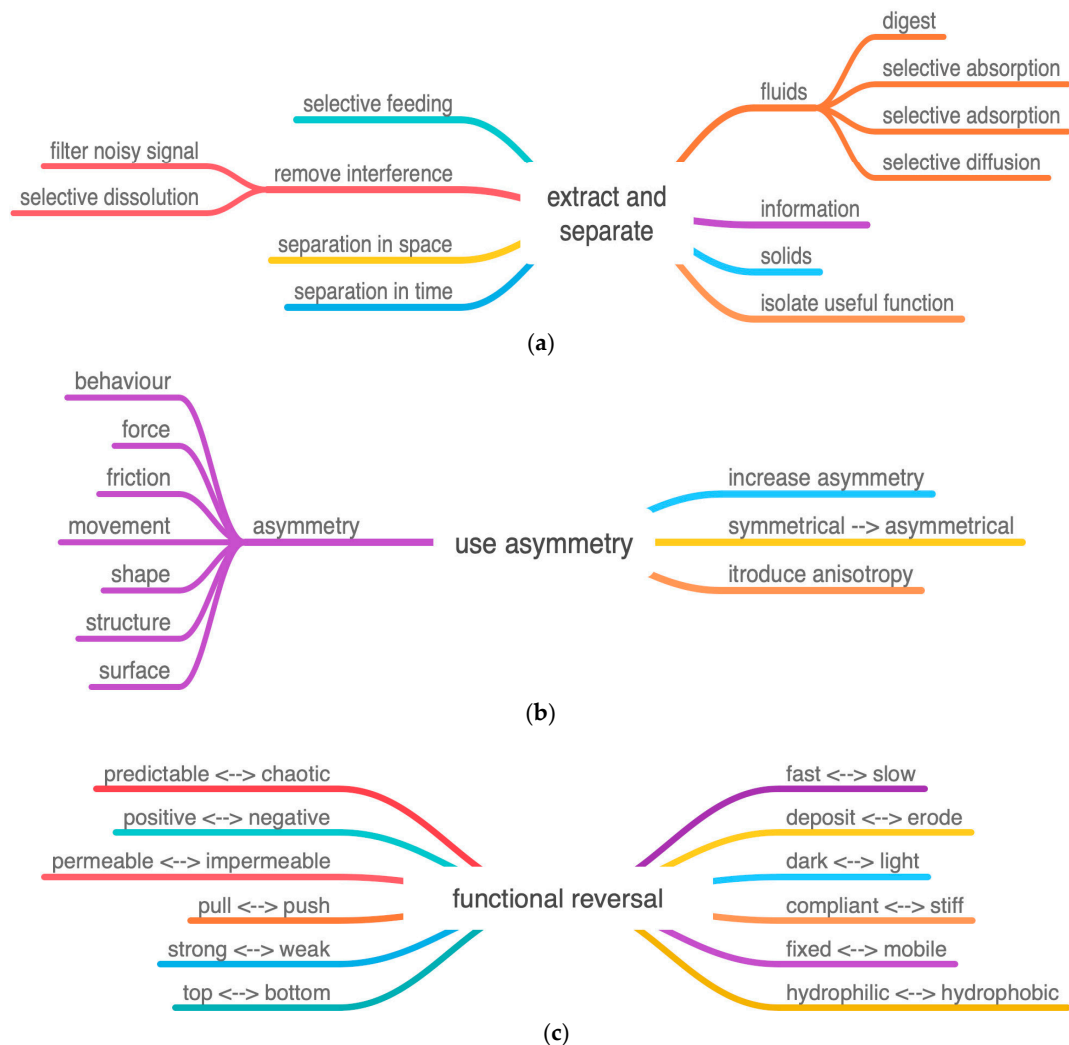 digest
selective absorption
selective adsorption
selective diffusion
fluids
information
solids
isolate useful function
extract and
separate
selective feeding
remove interference
filter noisy signal
selective dissolution
separation in space
separation in time
(a)
behaviour
force
friction
movement
shape
structure
surface
asymmetry
use asymmetry
increase asymmetry
symmetrical --> asymmetrical
itroduce anisotropy
(b)
predictable <--> chaotic
positive <--> negative
permeable <--> impermeable
pull <--> push
strong <--> weak
top <--> bottom
functional reversal
fast <--> slow
deposit <--> erode
dark <--> light
compliant <--> stiff
fixed <--> mobile
hydrophilic <--> hydrophobic
(c)